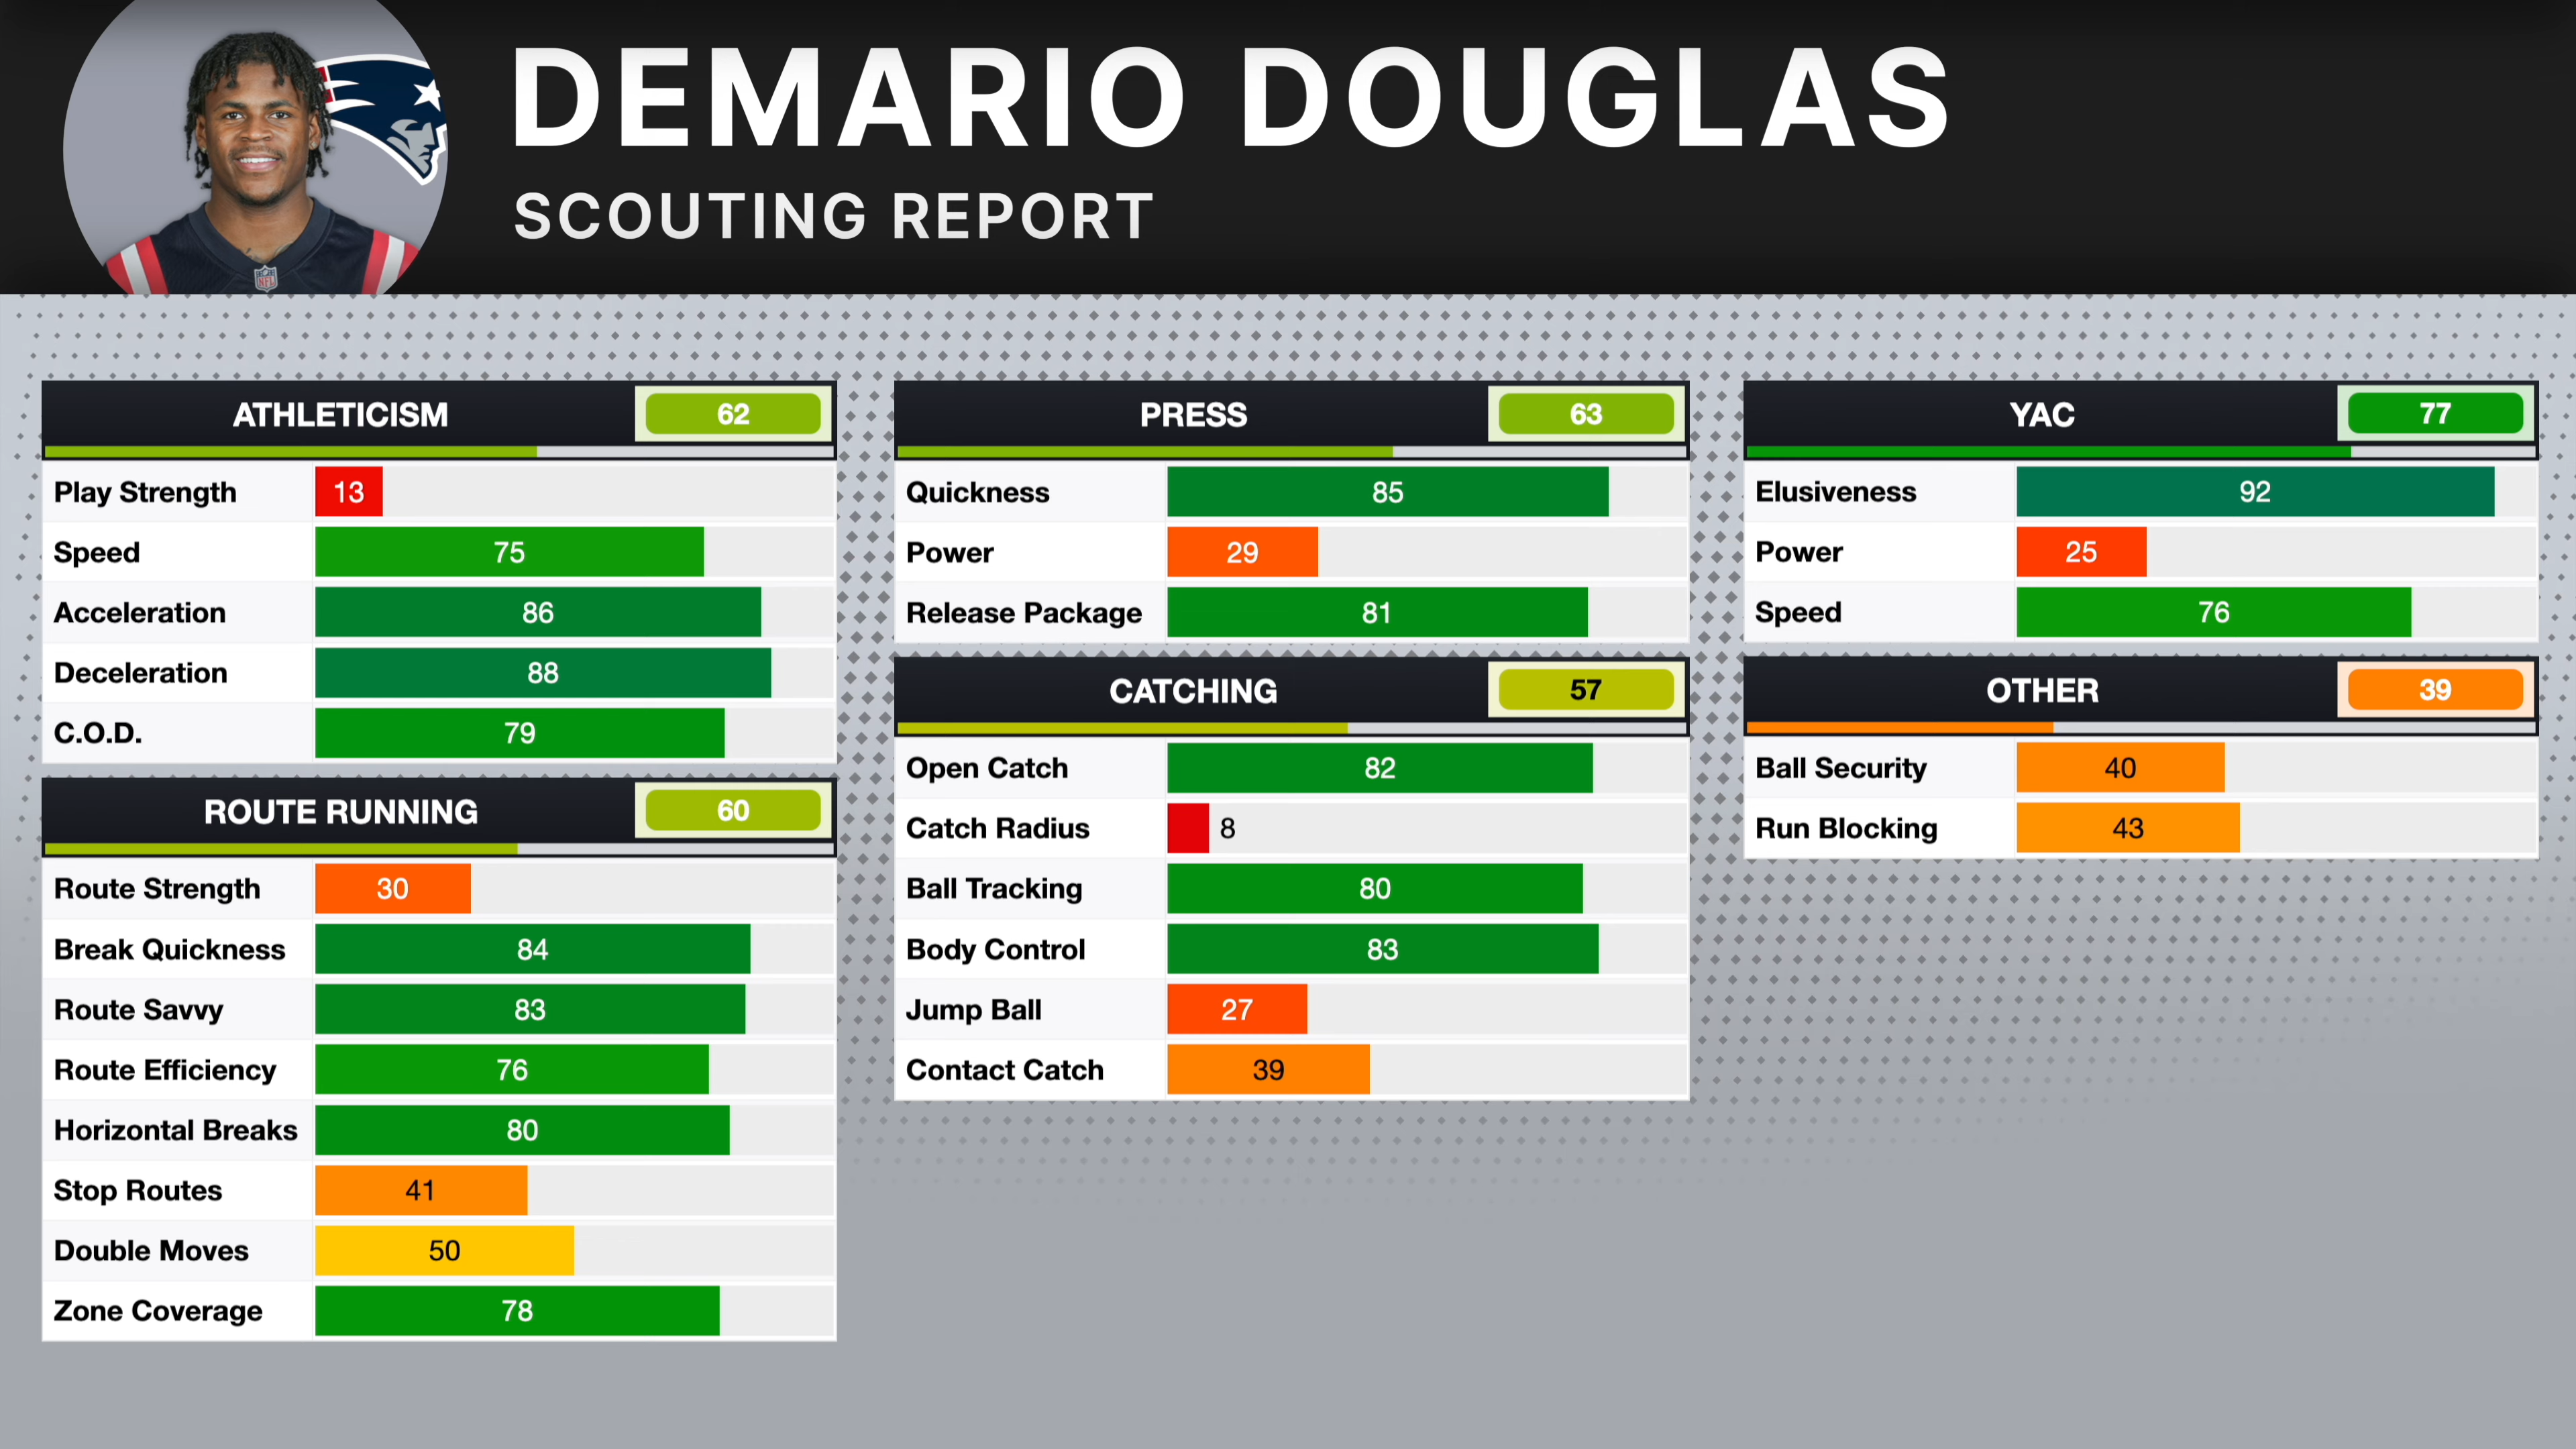 DEMARIO DOUGLAS
SCOUTING REPORT
ATHLETICISM 62
Play Strength 13
Speed 75
Acceleration 86
Deceleration 88
C.O.D. 79
ROUTE RUNNING 60
Route Strength 30
Break Quickness 84
Route Savvy 83
Route Efficiency 76
Horizontal Breaks 80
Stop Routes 41
Double Moves 50
Zone Coverage 78
PRESS 63
Quickness 85
Power 29
Release Package 81
CATCHING 57
Open Catch 82
Catch Radius 8
Ball Tracking 80
Body Control 83
Jump Ball 27
Contact Catch 39
YAC 77
Elusiveness 92
Power 25
Speed 76
OTHER 39
Ball Security 40
Run Blocking 43
NFL